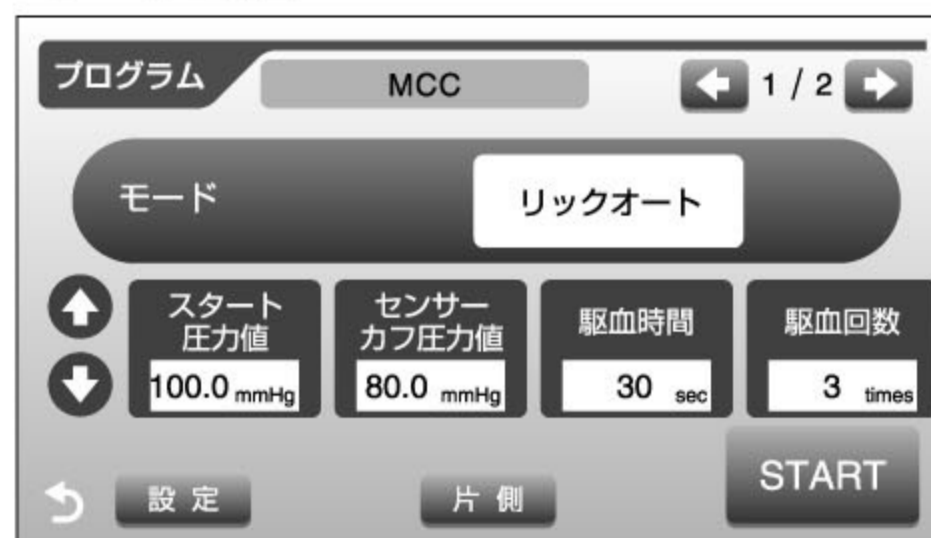 プログラム
MCC
1 / 2
モード
リックオート
スタート
圧力値
100.0 mmHg
センサー
カフ圧力値
80.0 mmHg
駆血時間
30 sec
駆血回数
3 times
設 定
片 側
START